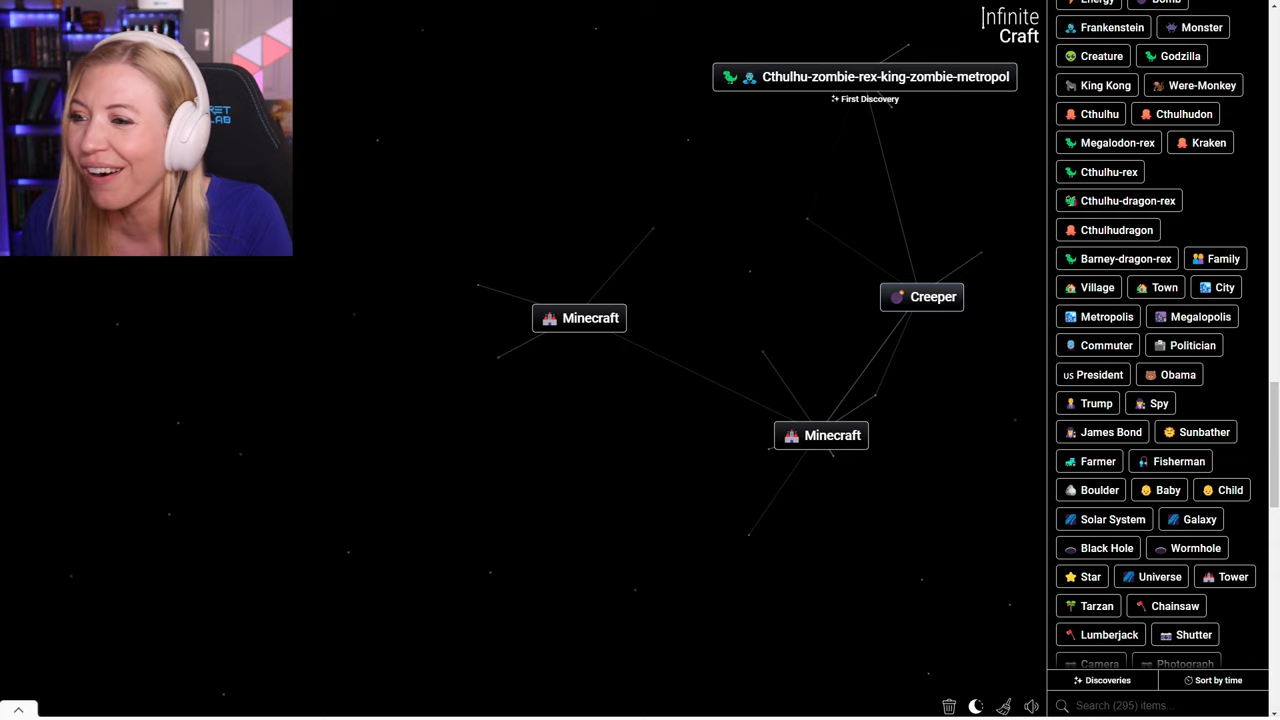 Infinite
Craft
RET
LAB
Cthulhu-zombie-rex-king-zombie-metropol
First Discovery
Minecraft
Creeper
Minecraft
Energy
Bomb
Frankenstein
Monster
Creature
Godzilla
King Kong
Were-Monkey
Cthulhu
Cthulhudon
Megalodon-rex
Kraken
Cthulhu-rex
Cthulhu-dragon-rex
Cthulhudragon
Barney-dragon-rex
Family
Village
Town
City
Metropolis
Megalopolis
Commuter
Politician
US President
Obama
Trump
Spy
James Bond
Sunbather
Farmer
Fisherman
Boulder
Baby
Child
Solar System
Galaxy
Black Hole
Wormhole
Star
Universe
Tower
Tarzan
Chainsaw
Lumberjack
Shutter
Camera
Photograph
Discoveries
Sort by time
Search (295) items...